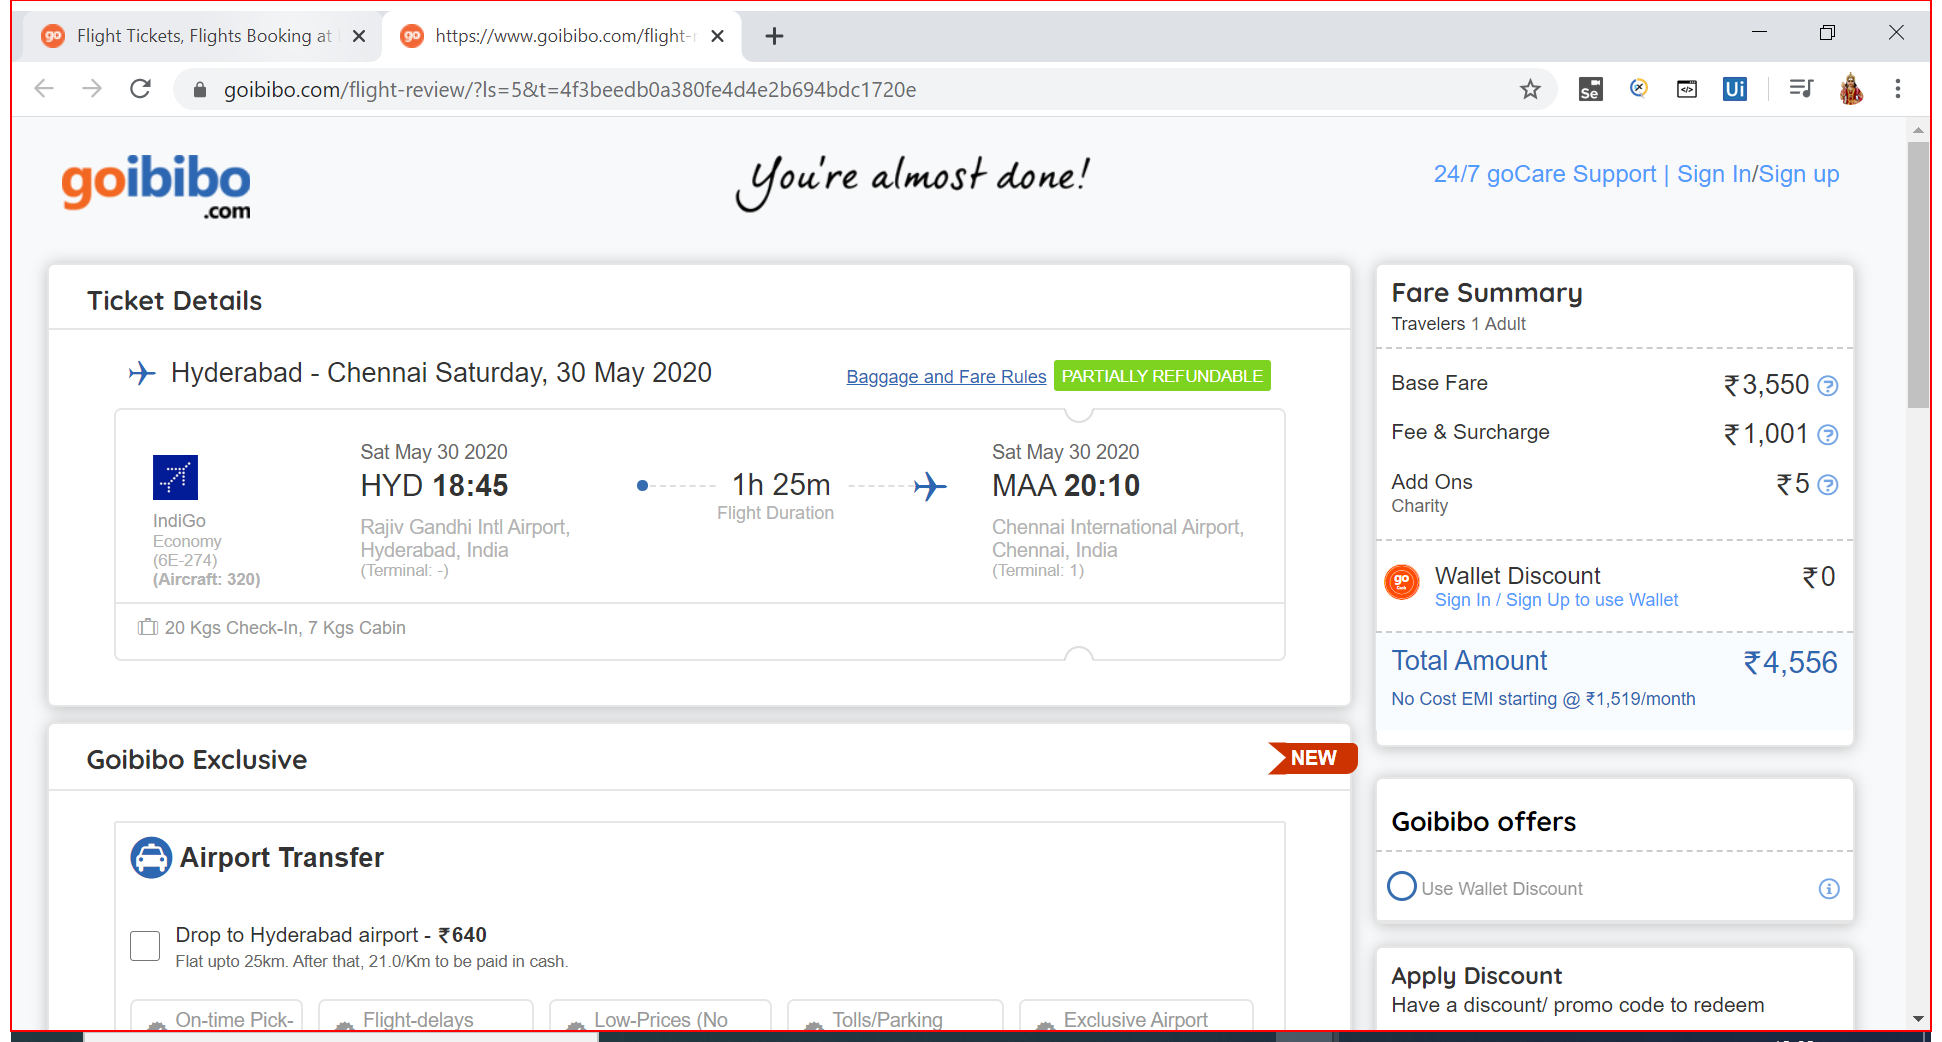 Flight Tickets, Flights Booking at
https://www.goibibo.com/flight-r
goibibo.com/flight-review/?ls=5&t=4f3beedb0a380fe4d4e2b694bdc1720e
Se
Ui
goibibo
.com
You're almost done!
24/7 goCare Support | Sign In/Sign up
Ticket Details
Hyderabad - Chennai Saturday, 30 May 2020
Baggage and Fare Rules
PARTIALLY REFUNDABLE
IndiGo
Economy
(6E-274)
(Aircraft: 320)
Sat May 30 2020
HYD 18:45
Rajiv Gandhi Intl Airport,
Hyderabad, India
(Terminal: -)
1h 25m
Flight Duration
Sat May 30 2020
MAA 20:10
Chennai International Airport,
Chennai, India
(Terminal: 1)
20 Kgs Check-In, 7 Kgs Cabin
Goibibo Exclusive
NEW
Airport Transfer
Drop to Hyderabad airport - ₹640
Flat upto 25km. After that, 21.0/Km to be paid in cash.
On-time Pick-
Flight-delays
Low-Prices (No
Tolls/Parking
Exclusive Airport
Fare Summary
Travelers 1 Adult
Base Fare ₹3,550
Fee & Surcharge ₹1,001
Add Ons ₹5
Charity
go
Wallet Discount ₹0
Sign In / Sign Up to use Wallet
Total Amount ₹4,556
No Cost EMI starting @ ₹1,519/month
Goibibo offers
Use Wallet Discount
Apply Discount
Have a discount/ promo code to redeem